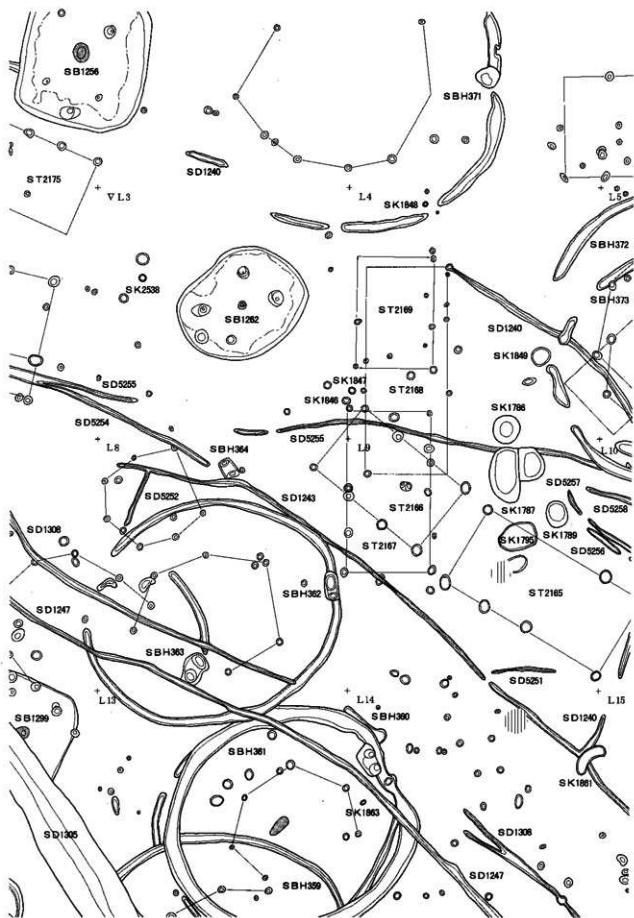 SB1256
SBH371
ST2175
SD1240
▽L3
L4
L5
SK1848
SBH372
SK2538
ST2169
SBH373
SB1262
SD1240
SK1849
SD5255
SK1847
ST2168
SK1846
SK1786
SD5254
SD5255
L8
L9
L10
SBH364
SD5257
SD5252
SD1243
ST2166
SK1787
SD5258
SD1308
SK1789
SK1795
ST2167
SD5256
SD1247
SBH362
ST2165
SBH363
SD5251
L13
L14
L15
SBH360
SB1299
SD1240
SBH361
SK1861
SK1863
SD1305
SD1308
SD1247
SBH359